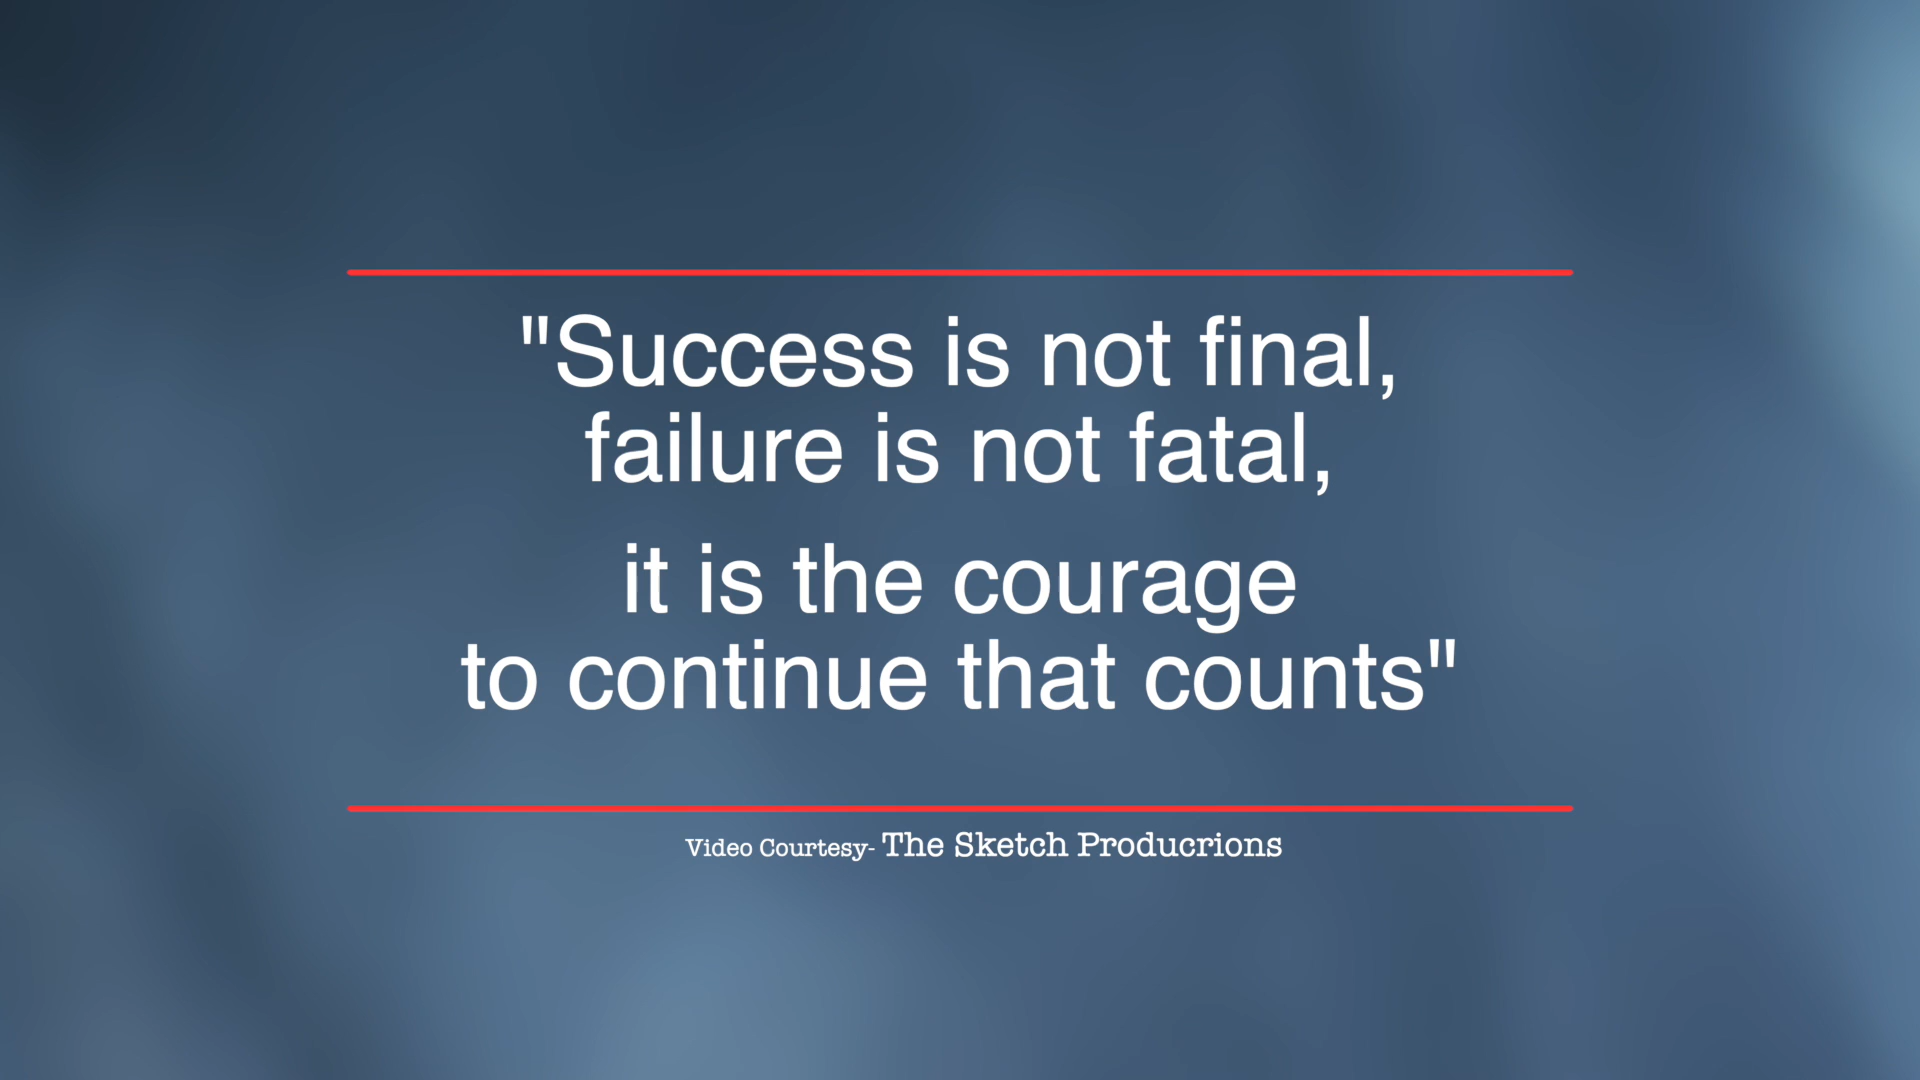 "Success is not final,
failure is not fatal,
it is the courage
to continue that counts"
Video Courtesy- The Sketch Producrions